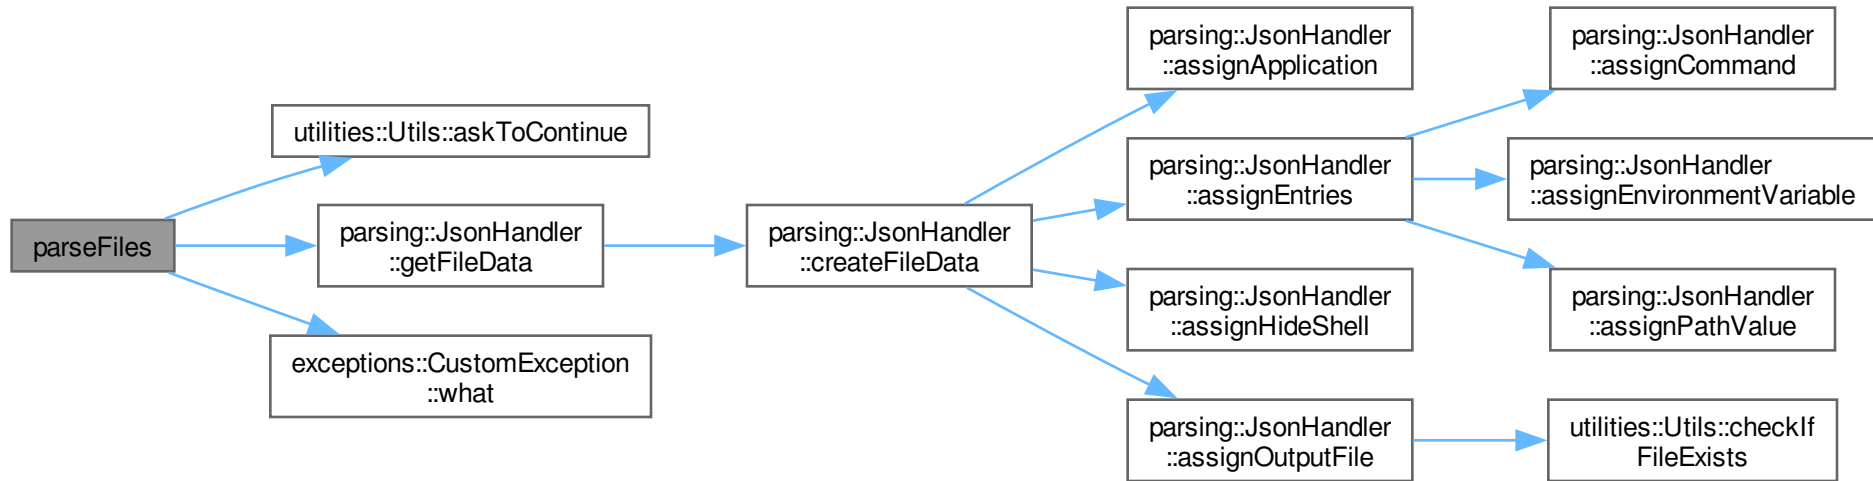 parseFiles
utilities::Utils::askToContinue
parsing::JsonHandler
::getFileData
exceptions::CustomException
::what
parsing::JsonHandler
::createFileData
parsing::JsonHandler
::assignApplication
parsing::JsonHandler
::assignEntries
parsing::JsonHandler
::assignHideShell
parsing::JsonHandler
::assignOutputFile
parsing::JsonHandler
::assignCommand
parsing::JsonHandler
::assignEnvironmentVariable
parsing::JsonHandler
::assignPathValue
utilities::Utils::checkIf
FileExists